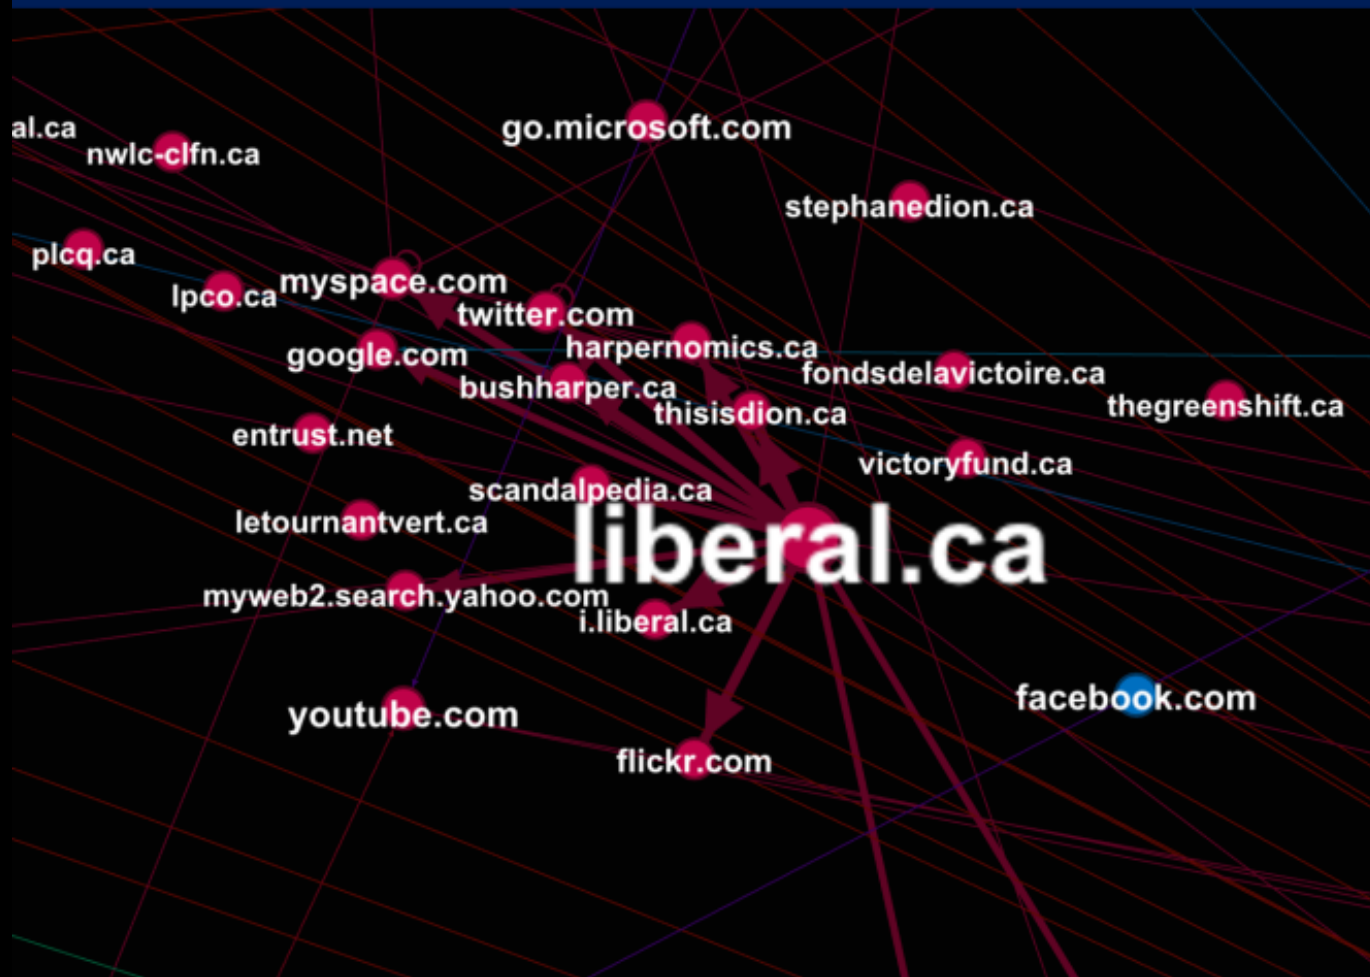 al.ca
nwlc-clfn.ca
go.microsoft.com
stephanedion.ca
plcq.ca
lpco.ca
myspace.com
twitter.com
google.com
harpernomics.ca
bushharper.ca
fondsdelavictoire.ca
thisisdion.ca
thegreenshift.ca
entrust.net
victoryfund.ca
scandalpedia.ca
letournantvert.ca
liberal.ca
myweb2.search.yahoo.com
i.liberal.ca
youtube.com
facebook.com
flickr.com